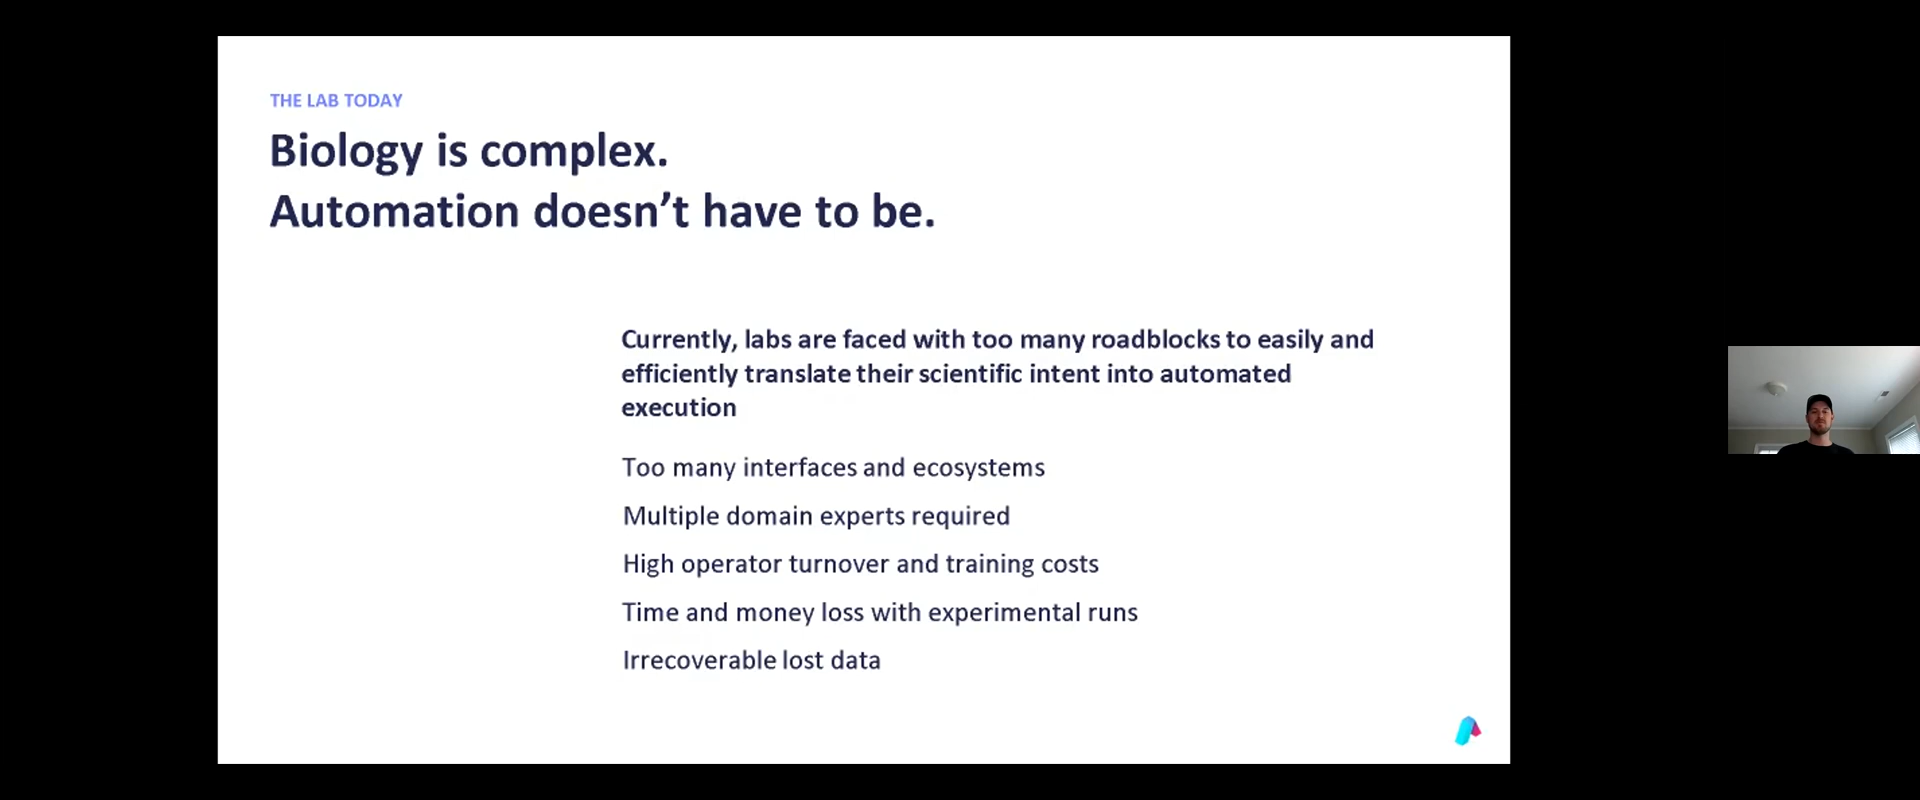 THE LAB TODAY
Biology is complex.
Automation doesn’t have to be.
Currently, labs are faced with too many roadblocks to easily and
efficiently translate their scientific intent into automated
execution
Too many interfaces and ecosystems
Multiple domain experts required
High operator turnover and training costs
Time and money loss with experimental runs
Irrecoverable lost data